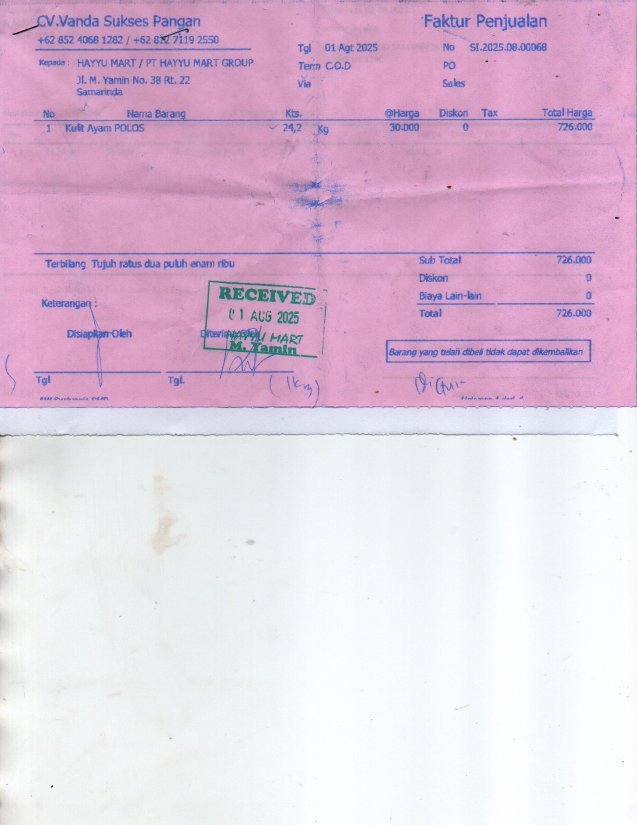 CV.Vanda Sukses Pangan
Faktur Penjualan
+62 852 4068 1282 / +62 812 7119 2550
Tgl 01 Agt 2025
No SI.2025.08.00068
Kepada : HAYYU MART / PT HAYYU MART GROUP
Term C.O.D
PO
Jl. M. Yamin No. 38 Rt. 22
Via
Sales
Samarinda
No Nama Barang Kts. @Harga Diskon Tax Total Harga
1 Kulit Ayam POLOS 24,2 Kg 30.000 0 726.000
Terbilang Tujuh ratus dua puluh enam ribu
Sub Total 726.000
Diskon 0
Keterangan :
Biaya Lain-lain 0
Total 726.000
RECEIVED
01 AUG 2025
HAYYU MART
M. Yamin
Disiapkan Oleh
Barang yang telah dibeli tidak dapat dikembalikan
Tgl
Tgl.